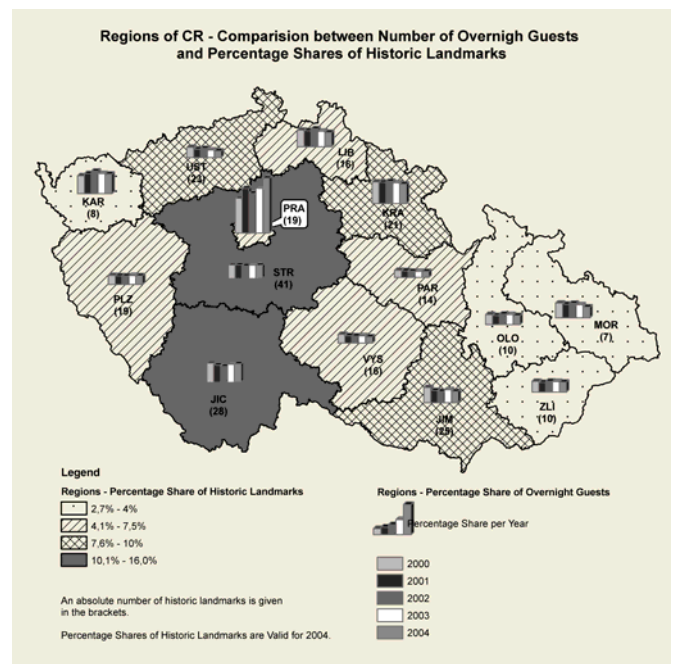 Regions of CR - Comparision between Number of Overnigh Guests
and Percentage Shares of Historic Landmarks
LIB
(16)
UST
(23)
KAR
(8)
PRA
(19)
KRA
(21)
STR
(41)
PAR
(14)
PLZ
(19)
MOR
(7)
OLO
(10)
VYS
(16)
JIC
(28)
ZLI
(10)
JIM
(25)
Legend
Regions - Percentage Share of Historic Landmarks
2,7% - 4%
4,1% - 7,5%
7,6% - 10%
10,1% - 16,0%
An absolute number of historic landmarks is given
in the brackets.
Percentage Shares of Historic Landmarks are Valid for 2004.
Regions - Percentage Share of Overnight Guests
Percentage Share per Year
2000
2001
2002
2003
2004